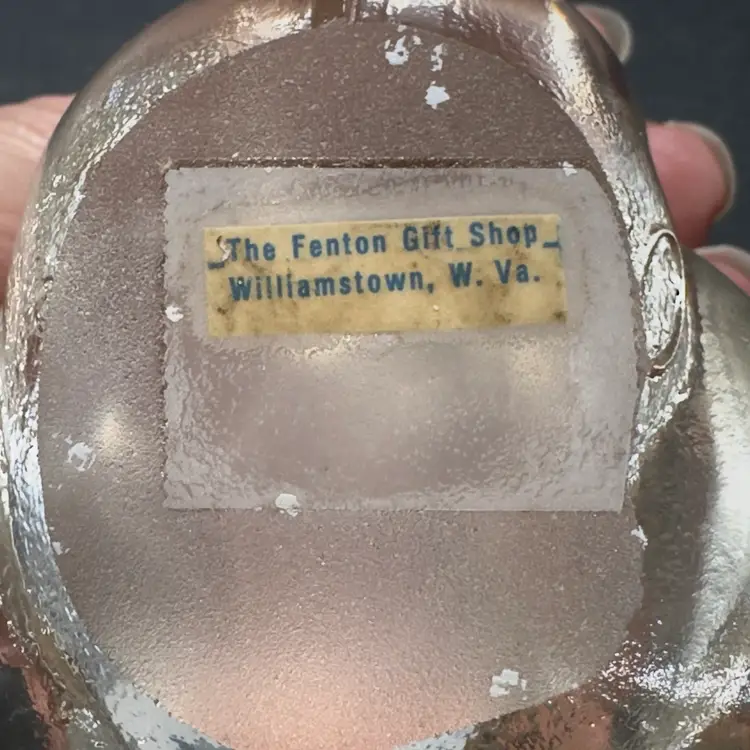 The Fenton Gift Shop
Williamstown, W. Va.